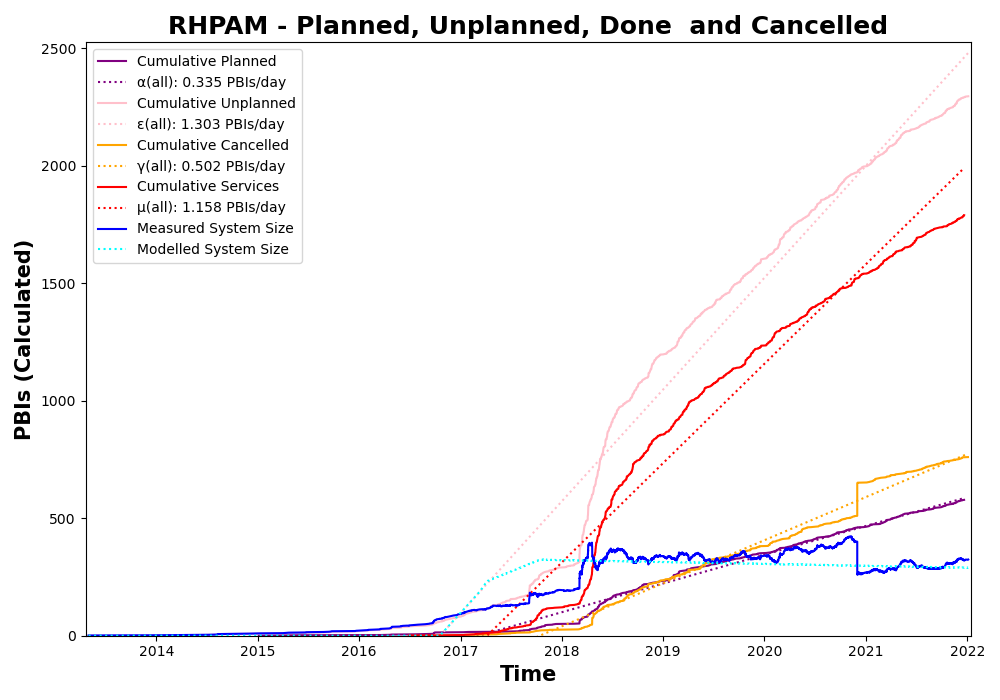 RHPAM - Planned, Unplanned, Done  and Cancelled
PBIs (Calculated)
2500
2000
1500
1000
500
0
Cumulative Planned
α(all): 0.335 PBIs/day
Cumulative Unplanned
ε(all): 1.303 PBIs/day
Cumulative Cancelled
γ(all): 0.502 PBIs/day
Cumulative Services
μ(all): 1.158 PBIs/day
Measured System Size
Modelled System Size
2014 2015 2016 2017 2018 2019 2020 2021 2022
Time